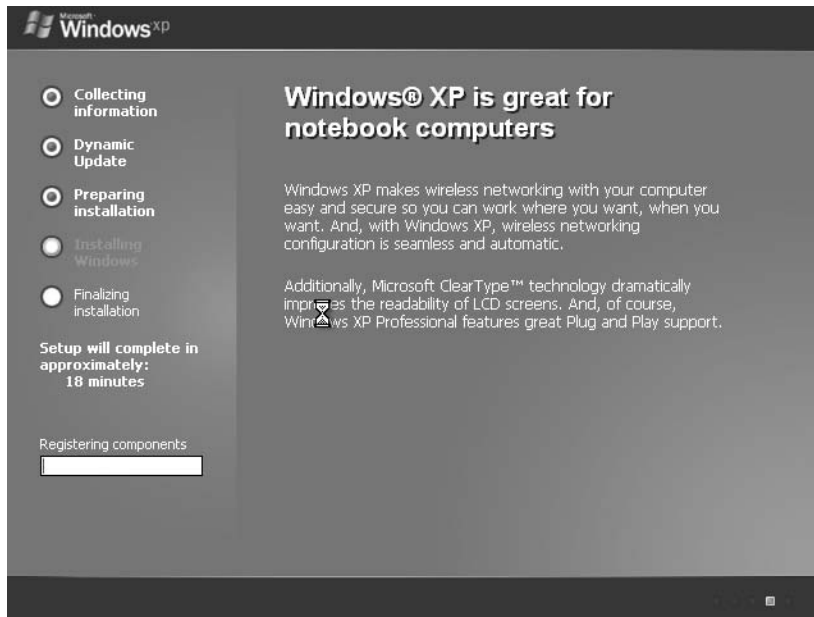 Microsoft
Windows xp
Collecting
information
Dynamic
Update
Preparing
installation
Installing
Windows
Finalizing
installation
Setup will complete in
approximately:
18 minutes
Registering components
Windows® XP is great for
notebook computers
Windows XP makes wireless networking with your computer
easy and secure so you can work where you want, when you
want. And, with Windows XP, wireless networking
configuration is seamless and automatic.
Additionally, Microsoft ClearType™ technology dramatically
improves the readability of LCD screens. And, of course,
Windows XP Professional features great Plug and Play support.